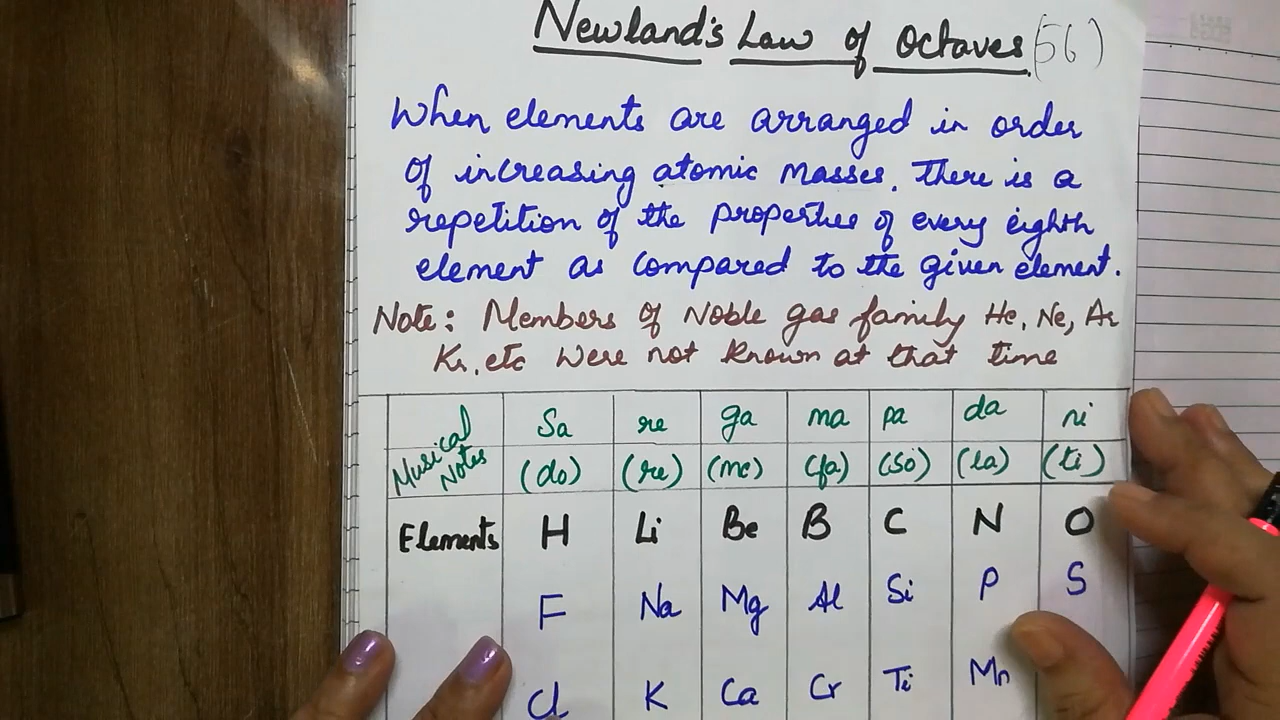 Newland's Law of Octaves (56)
When elements are arranged in order
of increasing atomic masses, there is a
repetition of the properties of every eighth
element as compared to the given element.
Note: Members of Noble gas family He, Ne, Ar
Kr, etc were not known at that time
Musical Notes Sa re ga ma pa da ni
(do) (re) (me) (fa) (so) (la) (ti)
Elements H Li Be B C N O
F Na Mg Al Si P S
Cl K Ca Cr Ti Mn